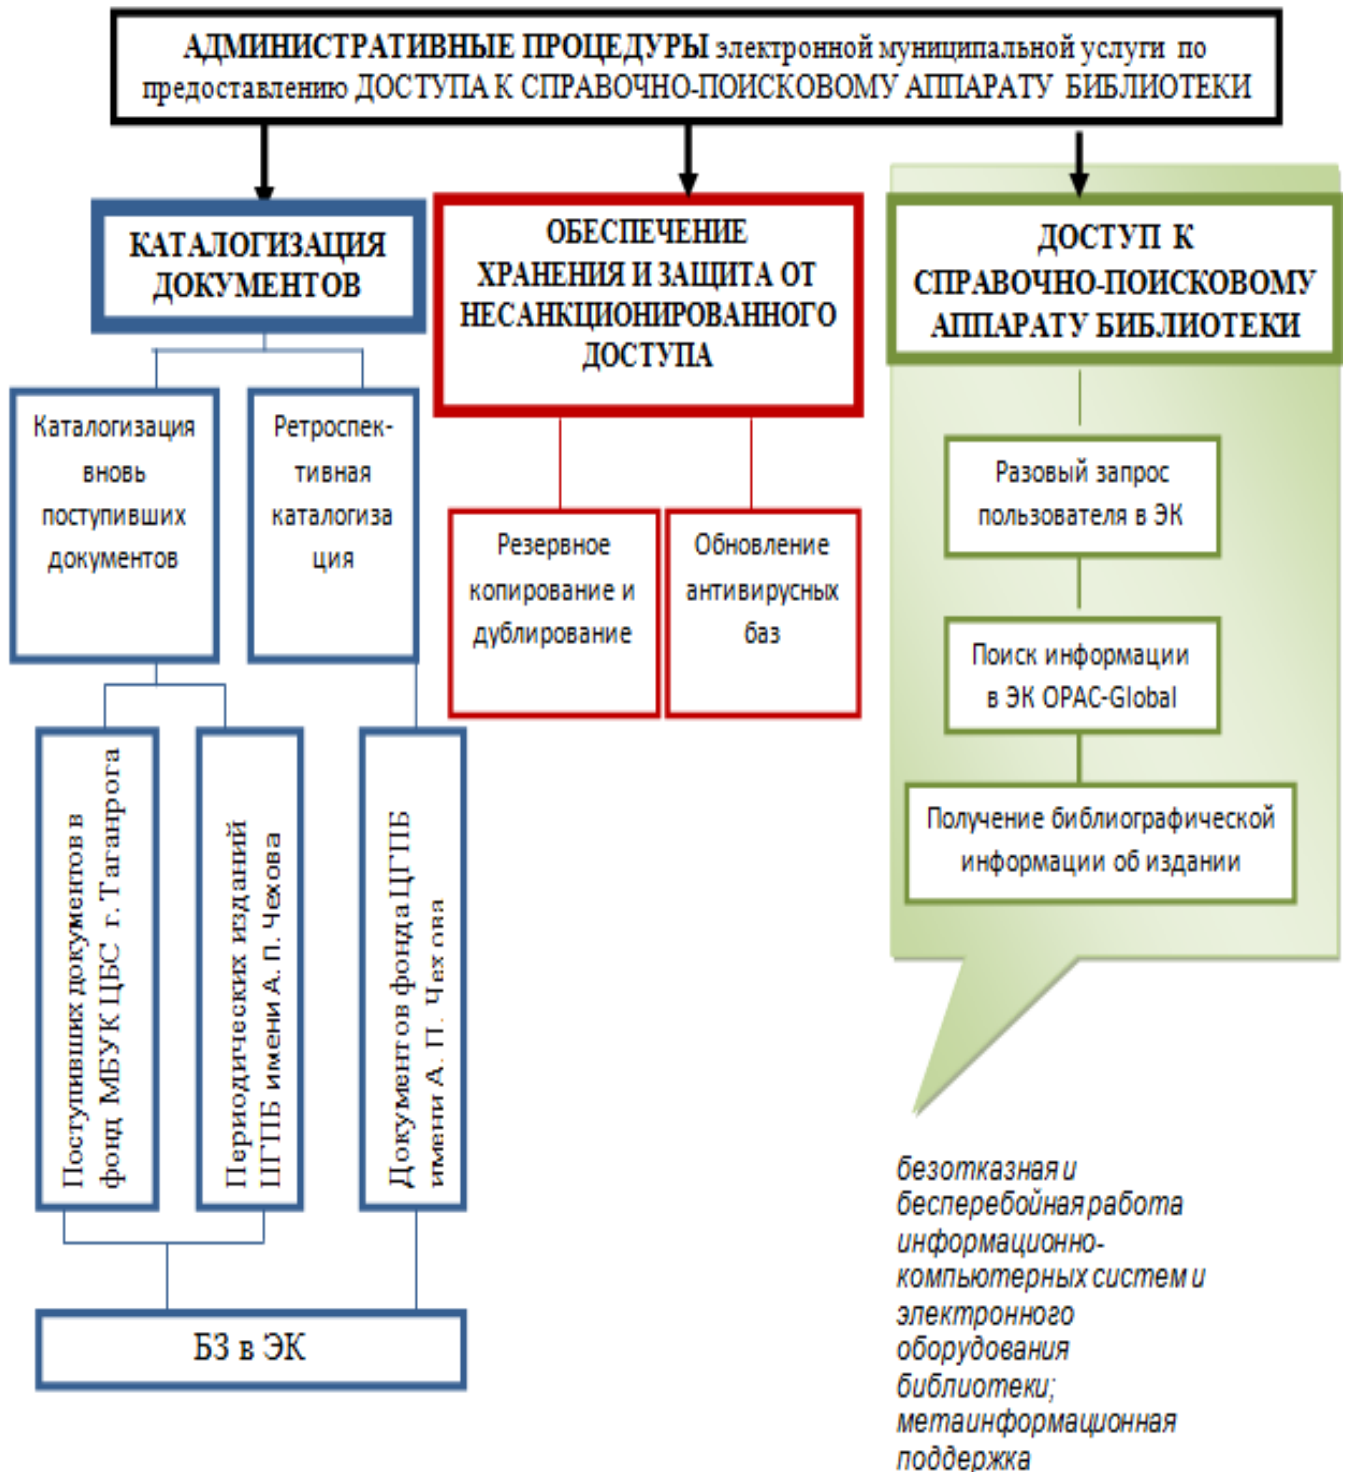 АДМИНИСТРАТИВНЫЕ ПРОЦЕДУРЫ электронной муниципальной услуги по
предоставлению ДОСТУПА К СПРАВОЧНО-ПОИСКОВОМУ АППАРАТУ БИБЛИОТЕКИ
КАТАЛОГИЗАЦИЯ
ДОКУМЕНТОВ
Каталогизация
вновь
поступивших
документов
Ретроспек-
тивная
каталогиза
ция
Поступивших документов в
фонд МБУК ЦБС г. Таганрога
Периодических изданий
ЦГПБ имени А. П. Чехова
Документов фонда ЦГПБ
имени А. П. Чехова
БЗ в ЭК
ОБЕСПЕЧЕНИЕ
ХРАНЕНИЯ И ЗАЩИТА ОТ
НЕСАНКЦИОНИРОВАННОГО
ДОСТУПА
Резервное
копирование и
дублирование
Обновление
антивирусных
баз
ДОСТУП К
СПРАВОЧНО-ПОИСКОВОМУ
АППАРАТУ БИБЛИОТЕКИ
Разовый запрос
пользователя в ЭК
Поиск информации
в ЭК OPAC-Global
Получение библиографической
информации об издании
безотказная и
бесперебойная работа
информационно-
компьютерных систем и
электронного
оборудования
библиотеки;
метаинформационная
поддержка